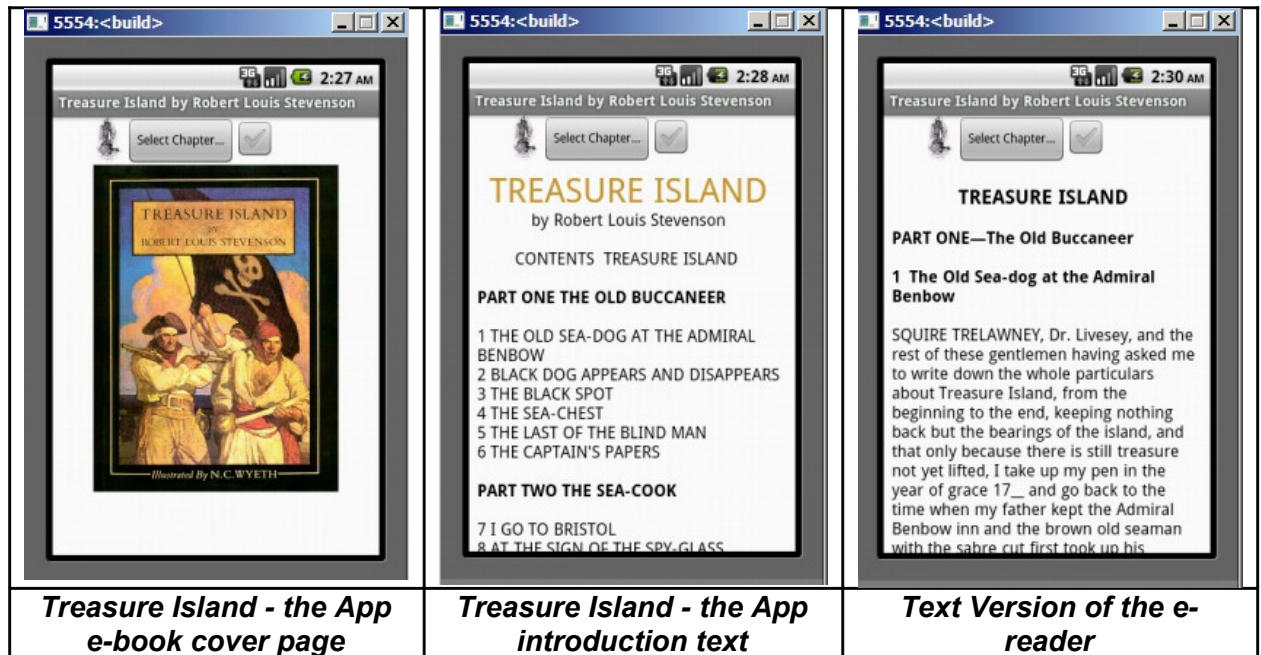 5554:<build>
2:27 AM
Treasure Island by Robert Louis Stevenson
Select Chapter...
TREASURE ISLAND
BY
ROBERT LOUIS STEVENSON
Illustrated By N.C.WYETH
Treasure Island - the App
e-book cover page
5554:<build>
3G
2:28 AM
Treasure Island by Robert Louis Stevenson
Select Chapter...
TREASURE ISLAND
by Robert Louis Stevenson
CONTENTS TREASURE ISLAND
PART ONE THE OLD BUCCANEER
1 THE OLD SEA-DOG AT THE ADMIRAL
BENBOW
2 BLACK DOG APPEARS AND DISAPPEARS
3 THE BLACK SPOT
4 THE SEA-CHEST
5 THE LAST OF THE BLIND MAN
6 THE CAPTAIN'S PAPERS
PART TWO THE SEA-COOK
7 I GO TO BRISTOL
8 AT THE SIGN OF THE SPY-GLASS
Treasure Island - the App
introduction text
5554:<build>
3G
2:30 AM
Treasure Island by Robert Louis Stevenson
Select Chapter...
TREASURE ISLAND
PART ONE—The Old Buccaneer
1 The Old Sea-dog at the Admiral
Benbow
SQUIRE TRELAWNEY, Dr. Livesey, and the
rest of these gentlemen having asked me
to write down the whole particulars
about Treasure Island, from the
beginning to the end, keeping nothing
back but the bearings of the island, and
that only because there is still treasure
not yet lifted, I take up my pen in the
year of grace 17__ and go back to the
time when my father kept the Admiral
Benbow inn and the brown old seaman
with the sabre cut first took up his
Text Version of the e-
reader